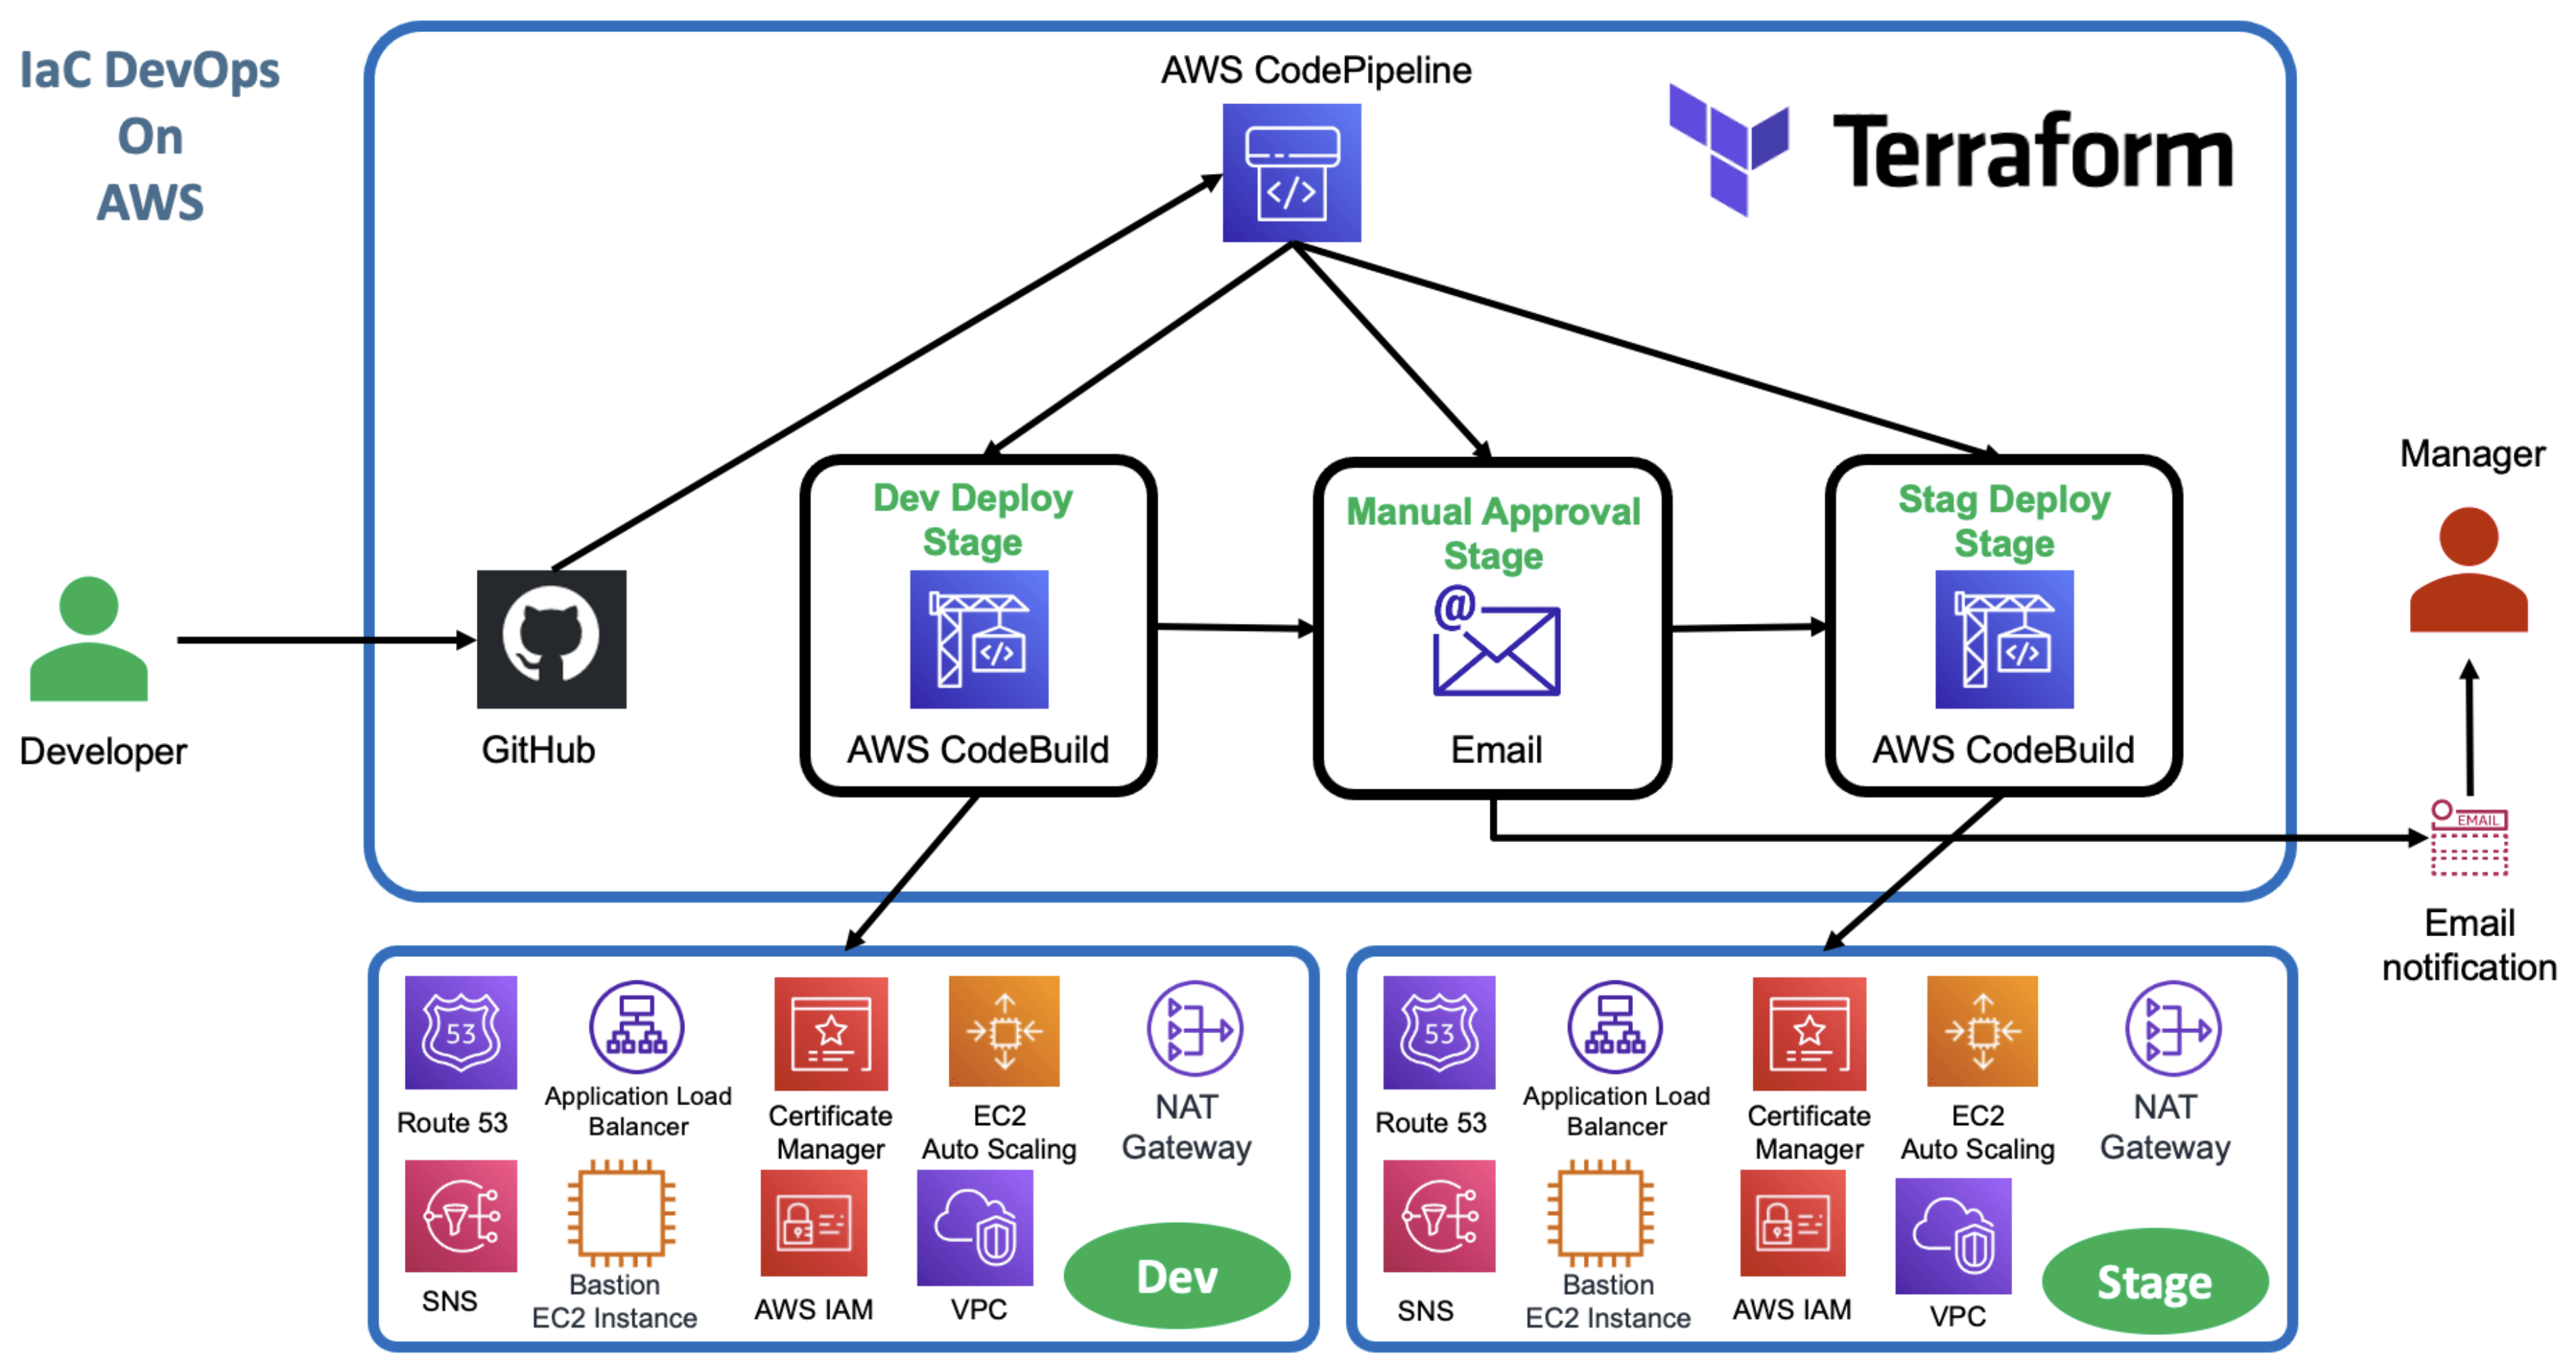 IaC DevOps
On
AWS
AWS CodePipeline
Terraform
Developer
GitHub
Dev Deploy
Stage
AWS CodeBuild
Manual Approval
Stage
@
Email
Stag Deploy
Stage
AWS CodeBuild
Manager
EMAIL
Email
notification
53
Route 53
Application Load
Balancer
Certificate
Manager
EC2
Auto Scaling
NAT
Gateway
SNS
Bastion
EC2 Instance
AWS IAM
VPC
Dev
53
Route 53
Application Load
Balancer
Certificate
Manager
EC2
Auto Scaling
NAT
Gateway
SNS
Bastion
EC2 Instance
AWS IAM
VPC
Stage